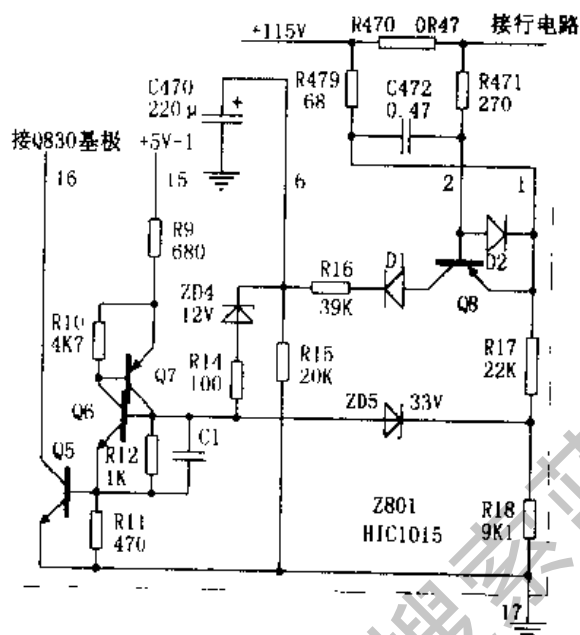 R470 0R47 接行电路
+115V
C470
220μ
+
R479
68
C472
0.47
R471
270
接Q830基极 +5V-1
16 15 6 2 1
R9
680
ZD4
12V
R16
39K
D1 D2
Q8
R10
4K7
Q7
R14
100
R15
20K
R17
22K
Q6
ZD5 33V
Q5
R12
1K
C1
R11
470
Z801
HIC1015
R18
9K1
17
搜索